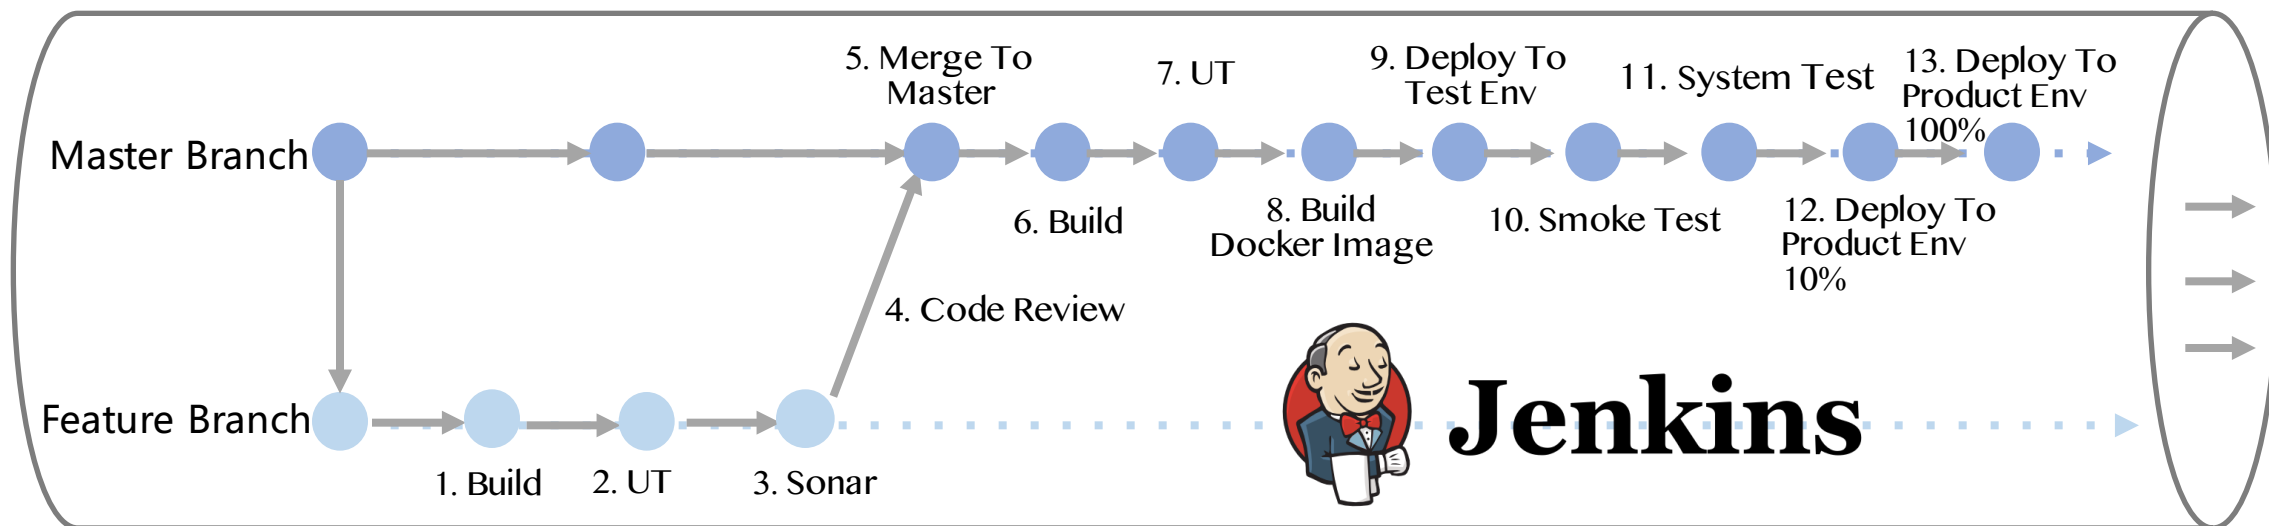 5. Merge To
Master
7. UT
9. Deploy To
Test Env
11. System Test
13. Deploy To
Product Env
100%
Master Branch
6. Build
8. Build
Docker Image
10. Smoke Test
12. Deploy To
Product Env
10%
4. Code Review
Feature Branch
Jenkins
1. Build
2. UT
3. Sonar